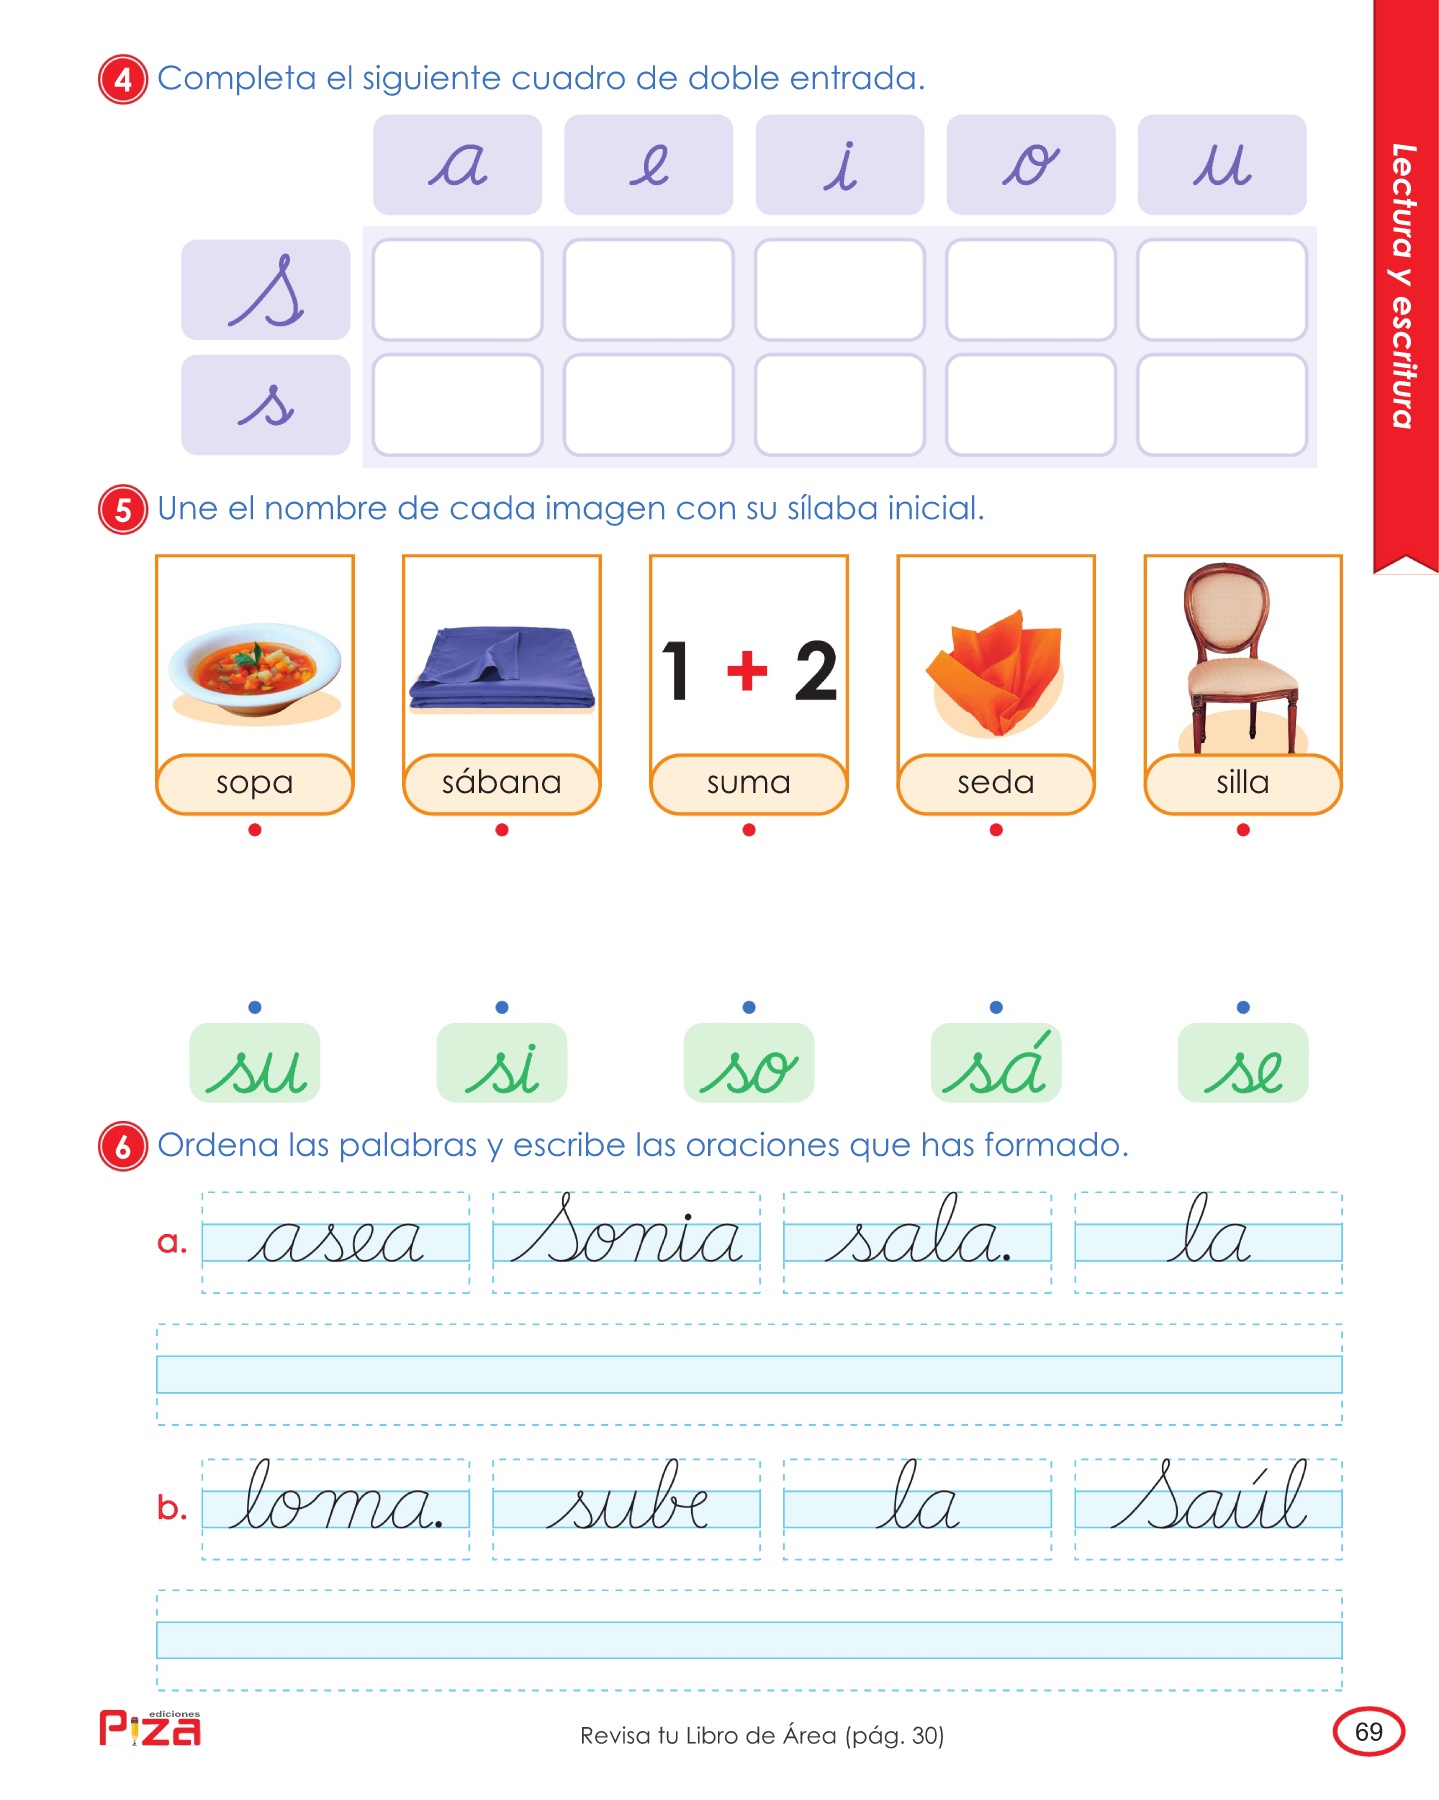 4 Completa el siguiente cuadro de doble entrada.
a e i o u
S
s
5 Une el nombre de cada imagen con su sílaba inicial.
1 + 2
sopa sábana suma seda silla
su si so sá se
6 Ordena las palabras y escribe las oraciones que has formado.
a. asea Sonia sala. la
b. loma. sube la Saúl
ediciones
Piza
Revisa tu Libro de Área (pág. 30)
69
Lectura y escritura